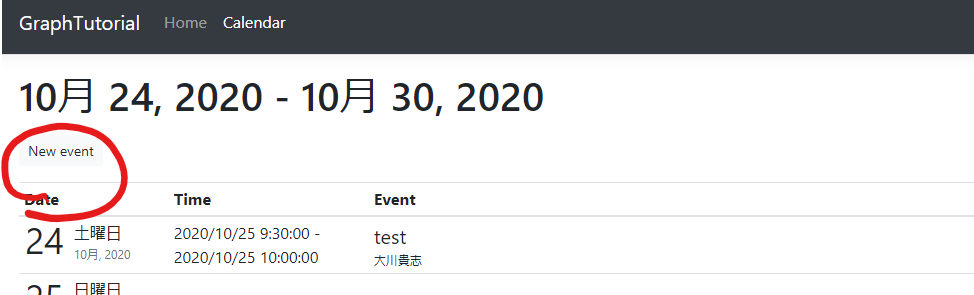 GraphTutorial Home Calendar
10月 24, 2020 - 10月 30, 2020
New event
Date Time Event
24 土曜日 2020/10/25 9:30:00 - test
10月, 2020 2020/10/25 10:00:00 大川貴志
25 日曜日